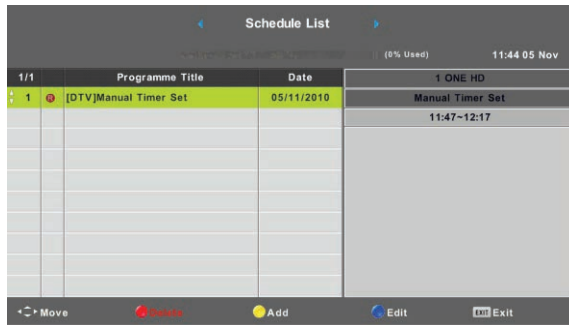 Schedule List
(0% Used) 11:44 05 Nov
1/1 Programme Title Date 1 ONE HD
1 R [DTV]Manual Timer Set 05/11/2010 Manual Timer Set
11:47~12:17
Move Delete Add Edit EXIT Exit